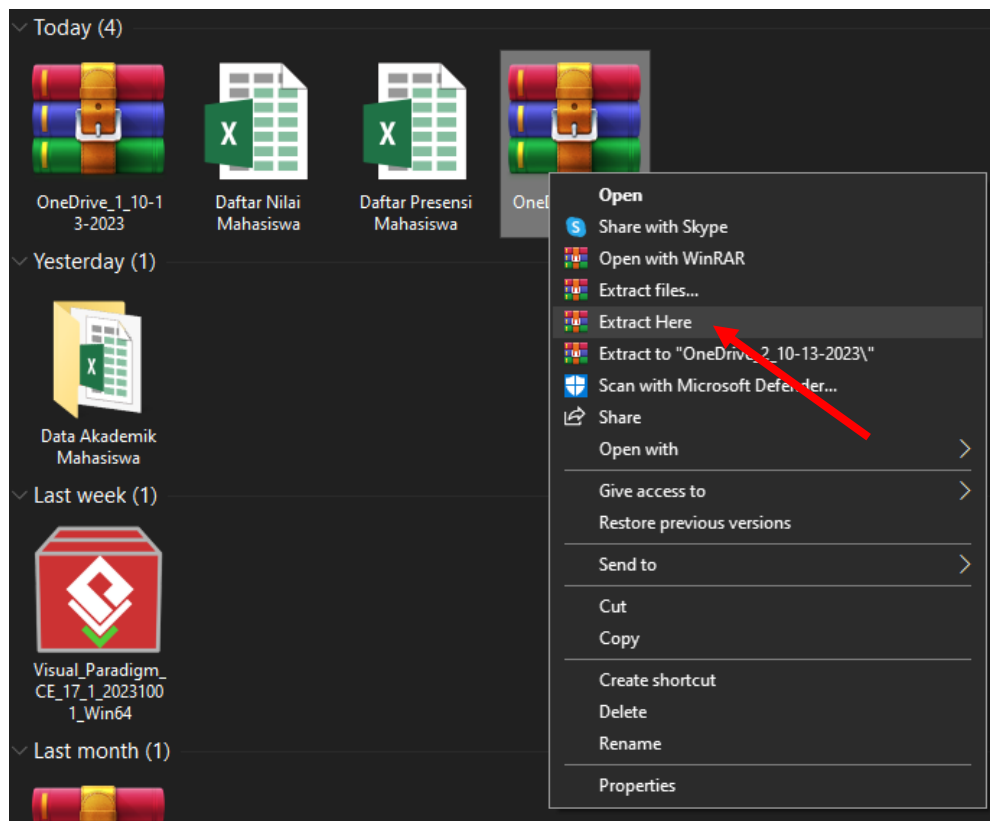 Today (4)
OneDrive_1_10-1
3-2023
Daftar Nilai
Mahasiswa
Daftar Presensi
Mahasiswa
Yesterday (1)
Data Akademik
Mahasiswa
Last week (1)
Visual_Paradigm_
CE_17_1_2023100
1_Win64
Last month (1)
Open
Share with Skype
Open with WinRAR
Extract files...
Extract Here
Extract to "OneDrive_2_10-13-2023\"
Scan with Microsoft Defender...
Share
Open with
Give access to
Restore previous versions
Send to
Cut
Copy
Create shortcut
Delete
Rename
Properties